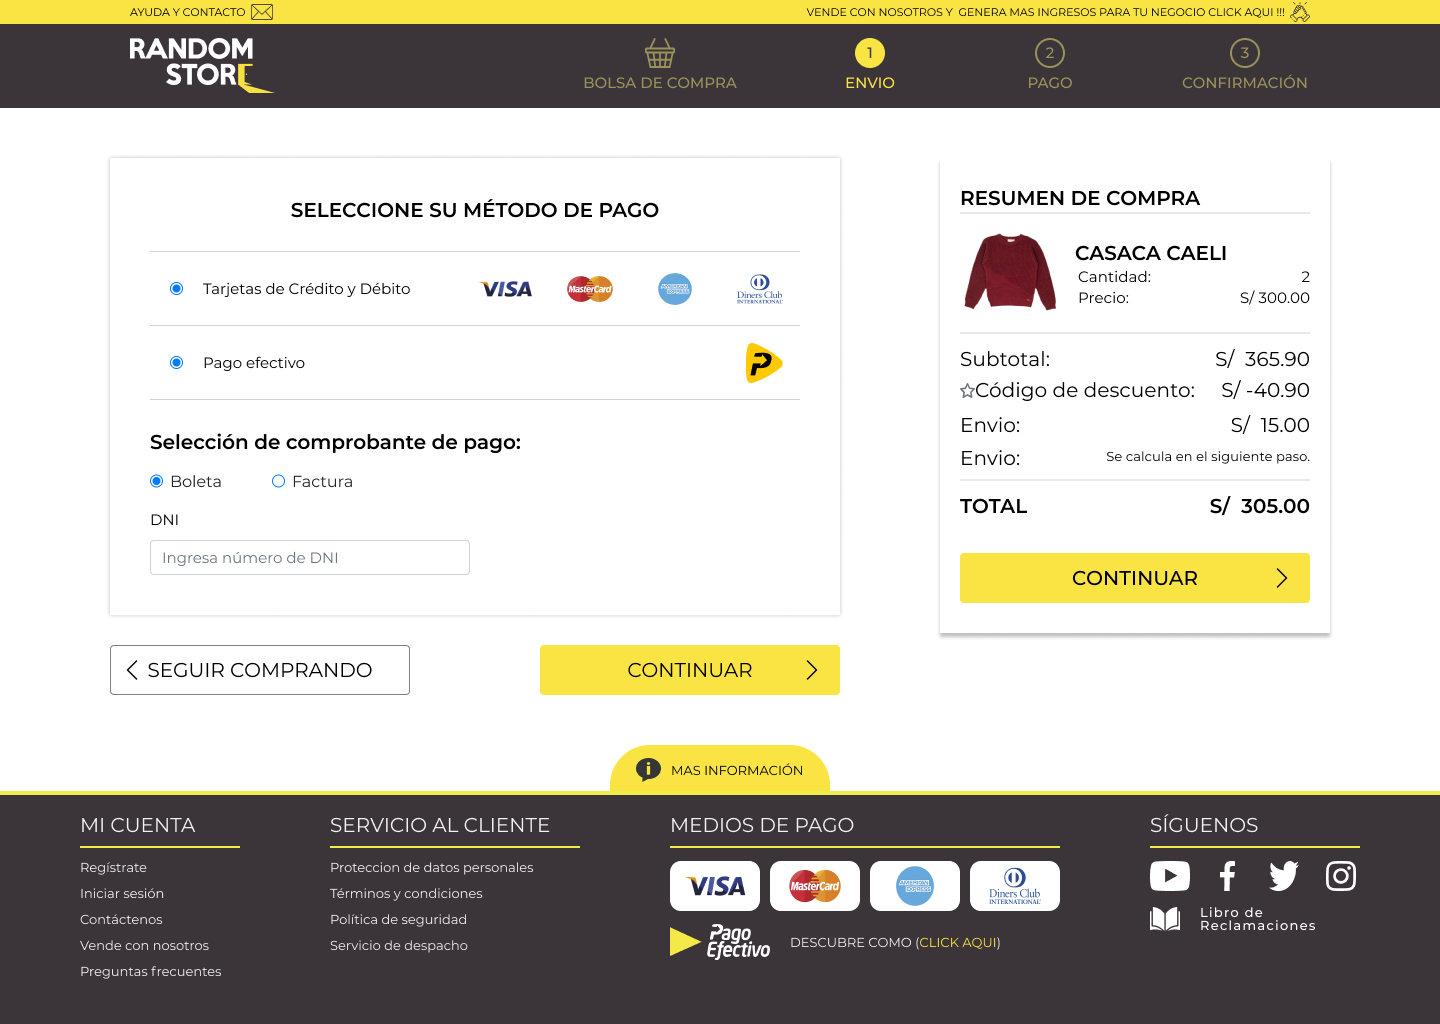 AYUDA Y CONTACTO
VENDE CON NOSOTROS Y  GENERA MAS INGRESOS PARA TU NEGOCIO CLICK AQUI !!!
RANDOM
STORE
BOLSA DE COMPRA
1
ENVIO
2
PAGO
3
CONFIRMACIÓN
SELECCIONE SU MÉTODO DE PAGO
Tarjetas de Crédito y Débito
VISA
MasterCard
AMERICAN EXPRESS
Diners Club
INTERNATIONAL
Pago efectivo
P
Selección de comprobante de pago:
Boleta
Factura
DNI
Ingresa número de DNI
SEGUIR COMPRANDO
CONTINUAR
RESUMEN DE COMPRA
CASACA CAELI
Cantidad: 2
Precio: S/ 300.00
Subtotal: S/  365.90
Código de descuento: S/ -40.90
Envio: S/  15.00
Envio: Se calcula en el siguiente paso.
TOTAL S/  305.00
CONTINUAR
MAS INFORMACIÓN
MI CUENTA
Regístrate
Iniciar sesión
Contáctenos
Vende con nosotros
Preguntas frecuentes
SERVICIO AL CLIENTE
Proteccion de datos personales
Términos y condiciones
Política de seguridad
Servicio de despacho
MEDIOS DE PAGO
VISA
MasterCard
AMERICAN EXPRESS
Diners Club
INTERNATIONAL
Pago
Efectivo
DESCUBRE COMO (CLICK AQUI)
SÍGUENOS
Libro de
Reclamaciones